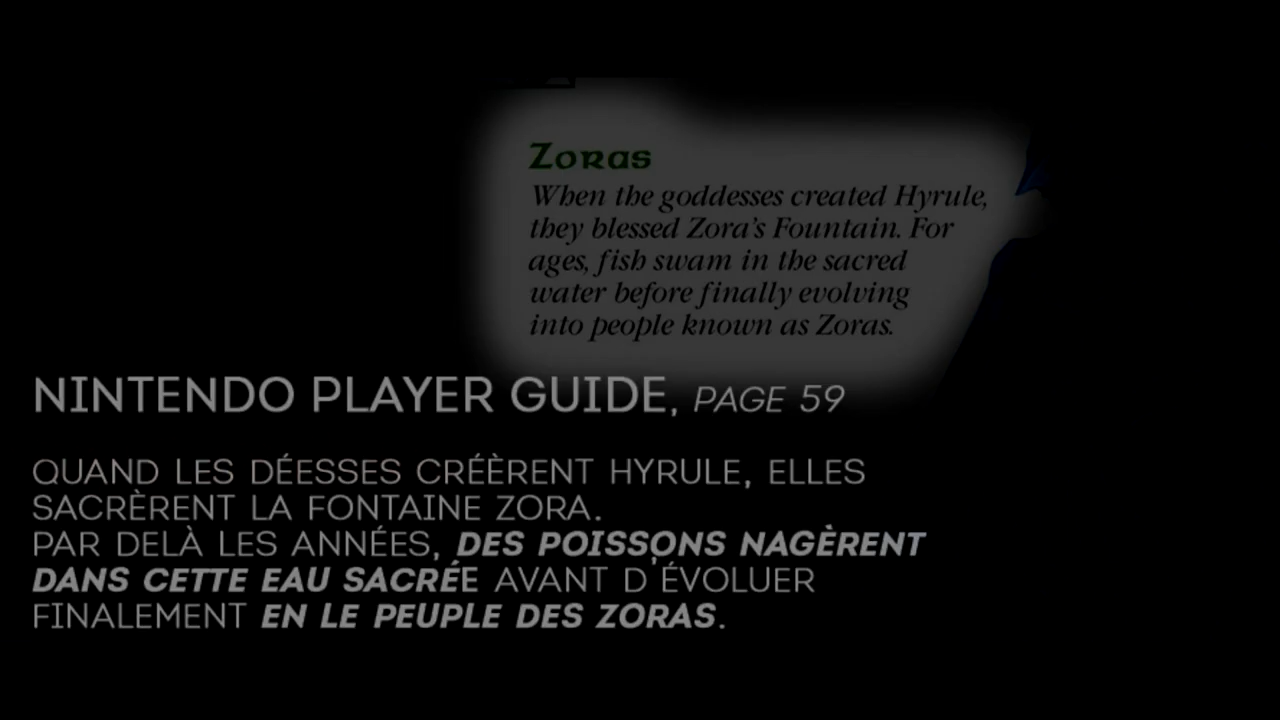 Zoras
When the goddesses created Hyrule,
they blessed Zora's Fountain. For
ages, fish swam in the sacred
water before finally evolving
into people known as Zoras.
NINTENDO PLAYER GUIDE, PAGE 59
QUAND LES DÉESSES CRÉÈRENT HYRULE, ELLES
SACRÈRENT LA FONTAINE ZORA.
PAR DELÀ LES ANNÉES, DES POISSONS NAGÈRENT
DANS CETTE EAU SACRÉE AVANT D'ÉVOLUER
FINALEMENT EN LE PEUPLE DES ZORAS.